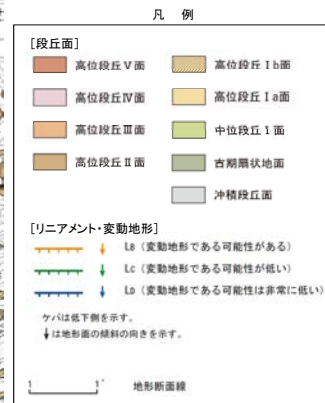 凡 例
[段丘面]
高位段丘Ⅴ面
高位段丘Ⅳ面
高位段丘Ⅲ面
高位段丘Ⅱ面
高位段丘Ⅰb面
高位段丘Ⅰa面
中位段丘Ⅰ面
古期扇状地面
沖積段丘面
[リニアメント・変動地形]
LB (変動地形である可能性がある)
LC (変動地形である可能性が低い)
LD (変動地形である可能性は非常に低い)
ケバは低下側を示す。
↓は地形面の傾斜の向きを示す。
1 1' 地形断面線